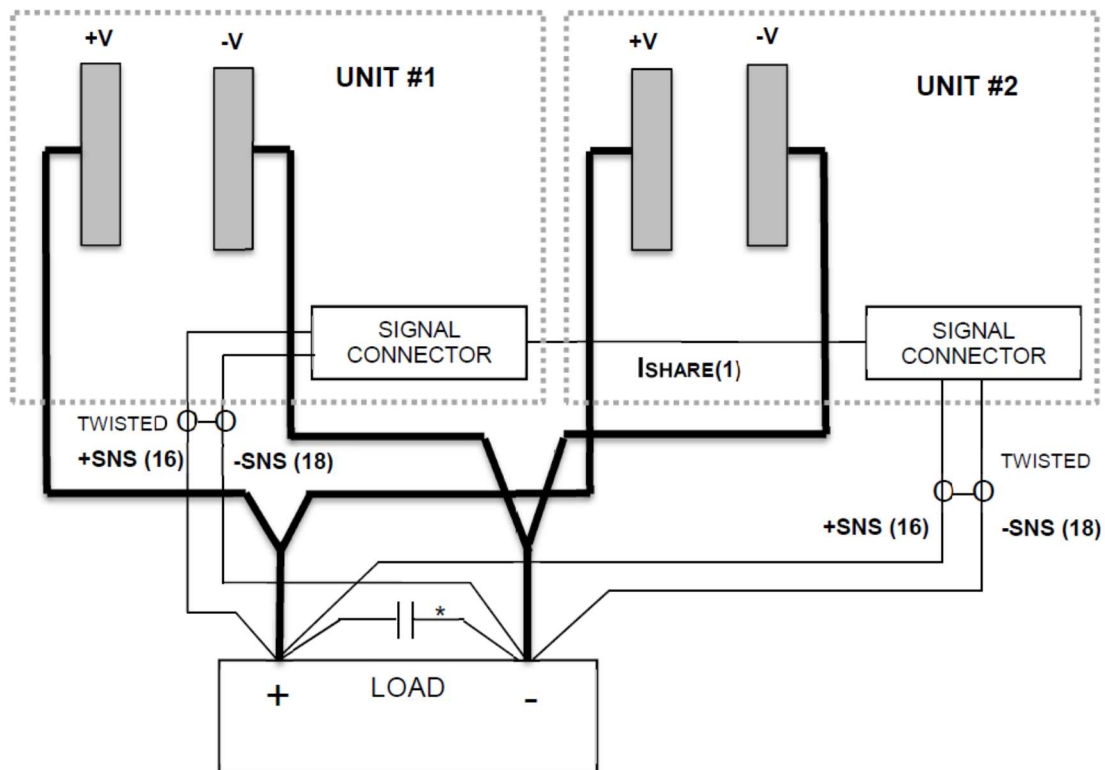 +V -V +V -V
UNIT #1 UNIT #2
SIGNAL
CONNECTOR
SIGNAL
CONNECTOR
ISHARE(1)
TWISTED
+SNS (16) -SNS (18)
TWISTED
+SNS (16) -SNS (18)
*
+ LOAD -